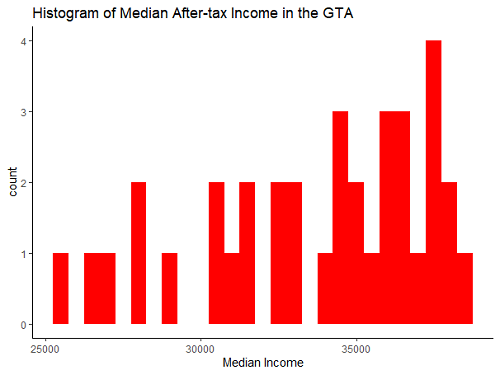 Histogram of Median After-tax Income in the GTA
4
3
2
1
0
count
25000 30000 35000
Median Income